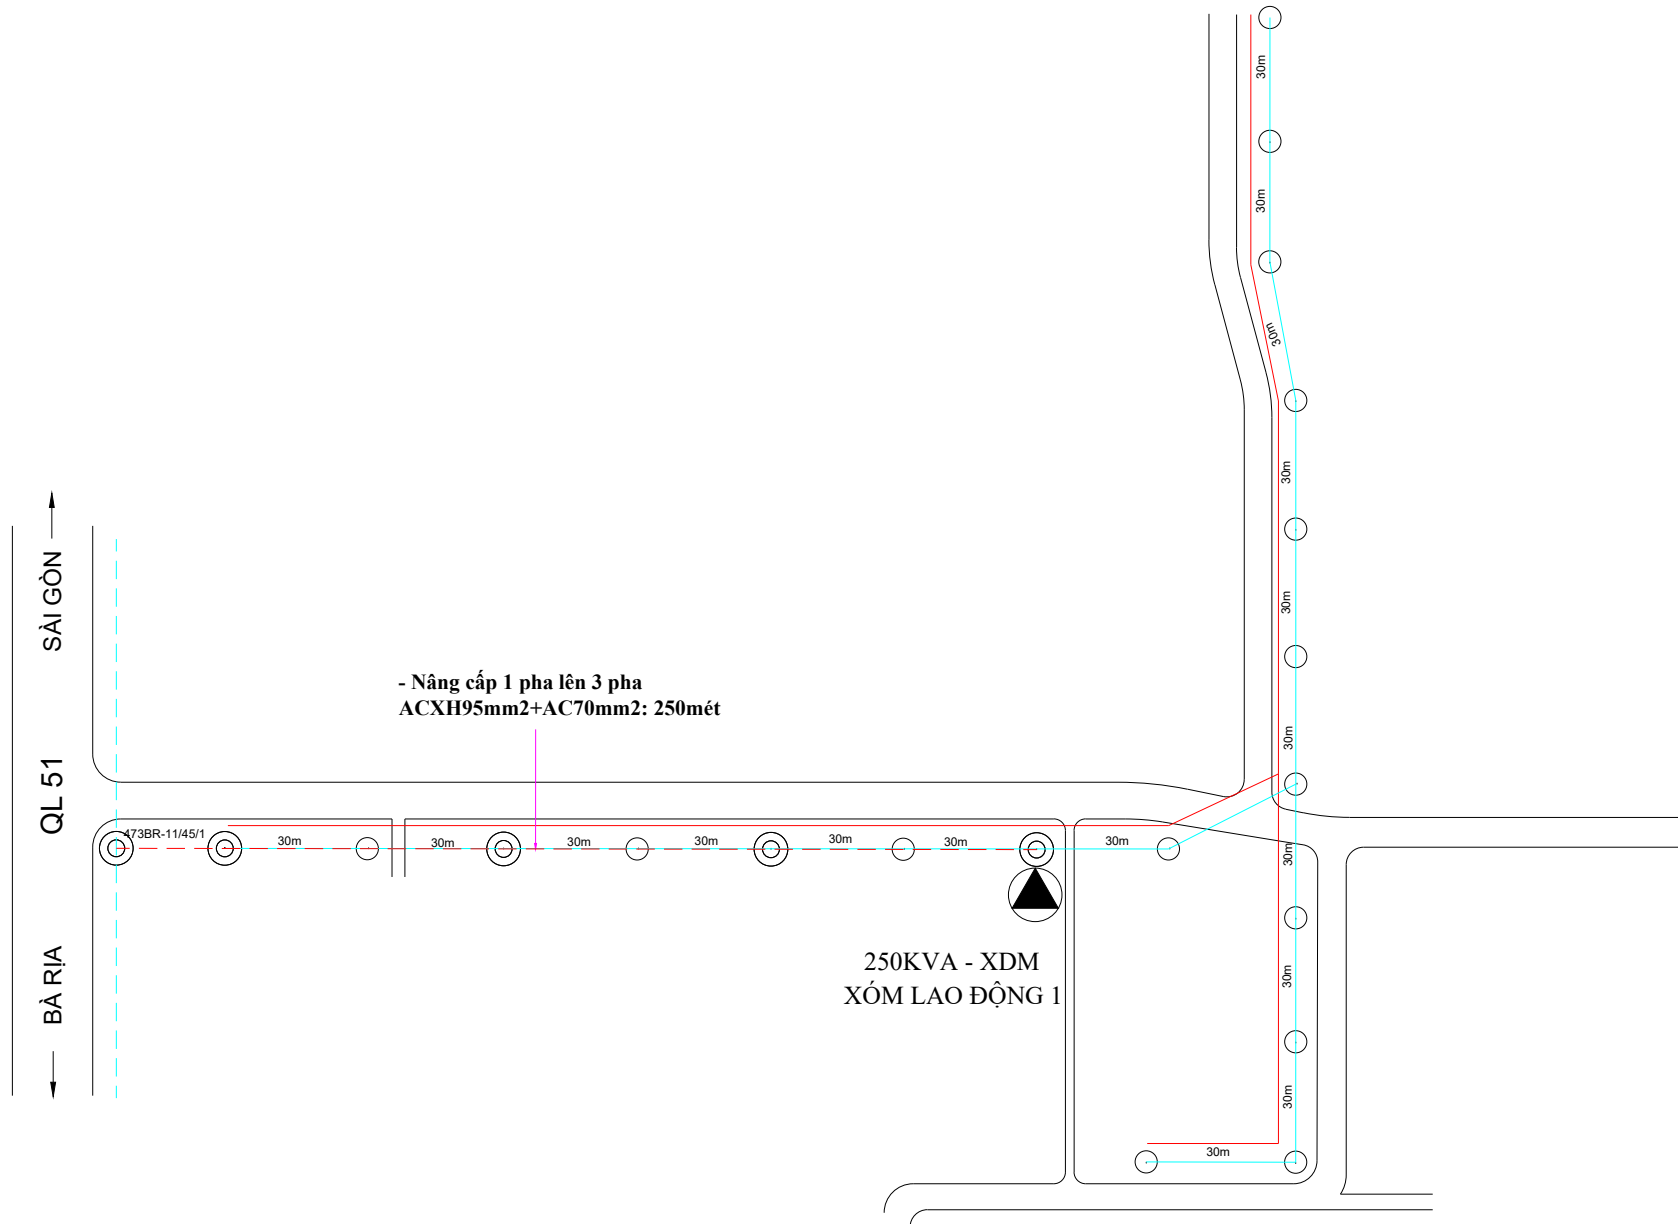 30m
30m
30m
30m
30m
30m
SÀI GÒN
QL 51
BÀ RỊA
- Nâng cấp 1 pha lên 3 pha
ACXH95mm2+AC70mm2: 250mét
473BR-11/45/1
30m
30m
30m
30m
30m
30m
30m
30m
250KVA - XDM
XÓM LAO ĐỘNG 1
30m
30m
30m